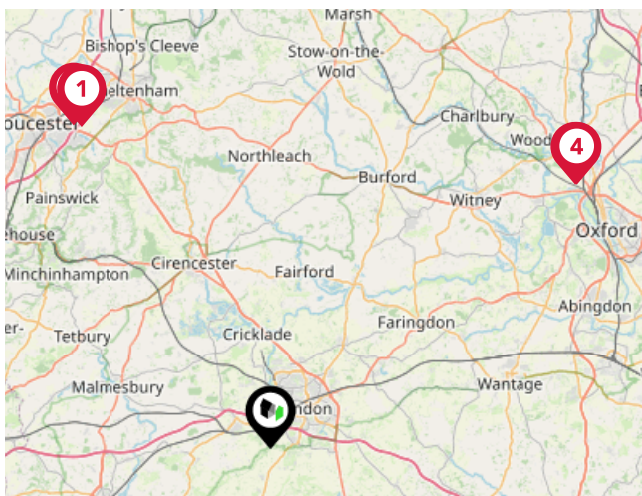 Marsh
Bishop's Cleeve
Stow-on-the-
Wold
1
heltenham
Charlbury
oucester
Wood
4
Northleach
Burford
Witney
Painswick
Oxford
ehouse
Cirencester
Fairford
Minchinhampton
Abingdon
er-
Tetbury
Cricklade
Faringdon
Malmesbury
Wantage
ndon